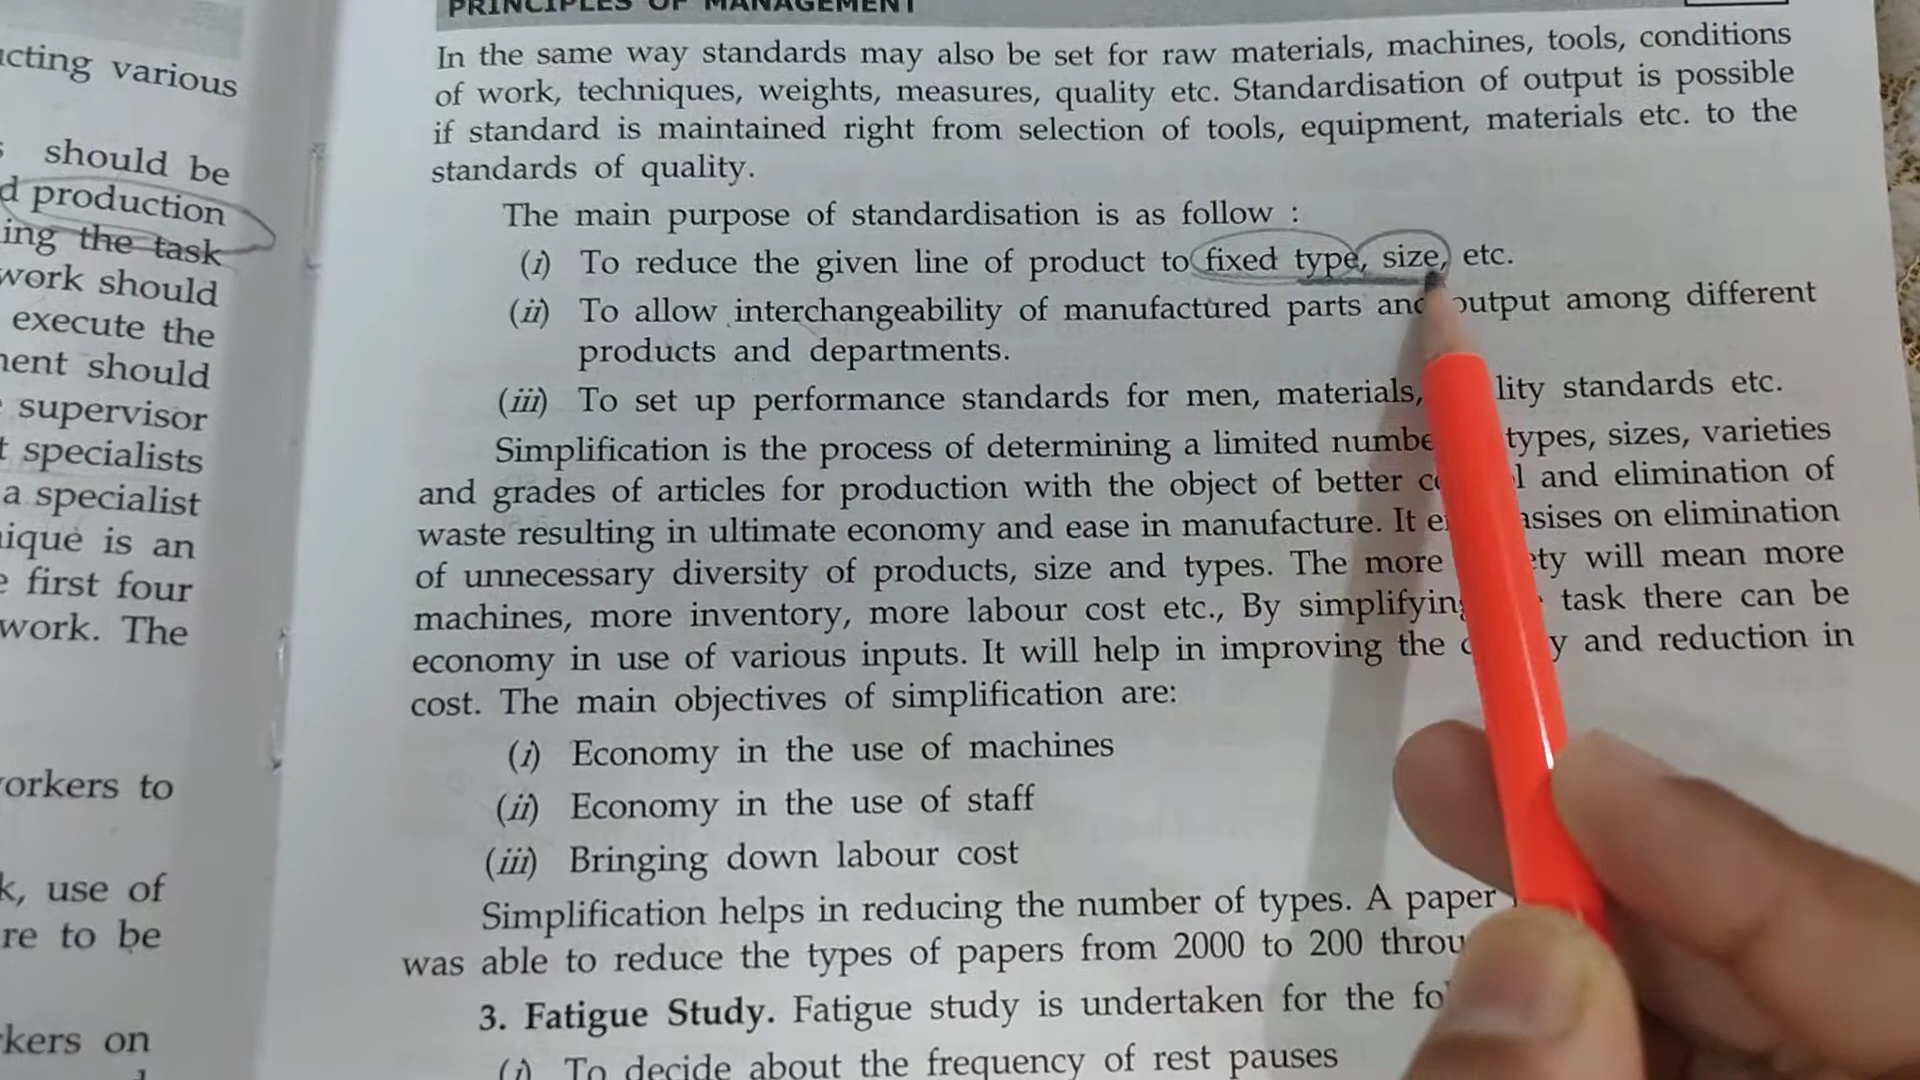 acting various
should be
production
ing the task
work should
execute the
ment should
supervisor
specialists
a specialist
ique is an
first four
work. The
workers to
k, use of
re to be
kers on
PRINCIPLES OF MANAGEMENT
In the same way standards may also be set for raw materials, machines, tools, conditions
of work, techniques, weights, measures, quality etc. Standardisation of output is possible
if standard is maintained right from selection of tools, equipment, materials etc. to the
standards of quality.
The main purpose of standardisation is as follow :
(i) To reduce the given line of product to fixed type, size, etc.
(ii) To allow interchangeability of manufactured parts and output among different
products and departments.
(iii) To set up performance standards for men, materials, lity standards etc.
Simplification is the process of determining a limited numbe types, sizes, varieties
and grades of articles for production with the object of better co l and elimination of
waste resulting in ultimate economy and ease in manufacture. It e asises on elimination
of unnecessary diversity of products, size and types. The more ety will mean more
machines, more inventory, more labour cost etc., By simplifying task there can be
economy in use of various inputs. It will help in improving the y and reduction in
cost. The main objectives of simplification are:
(i) Economy in the use of machines
(ii) Economy in the use of staff
(iii) Bringing down labour cost
Simplification helps in reducing the number of types. A paper
was able to reduce the types of papers from 2000 to 200 throu
3. Fatigue Study. Fatigue study is undertaken for the fo
(i) To decide about the frequency of rest pauses